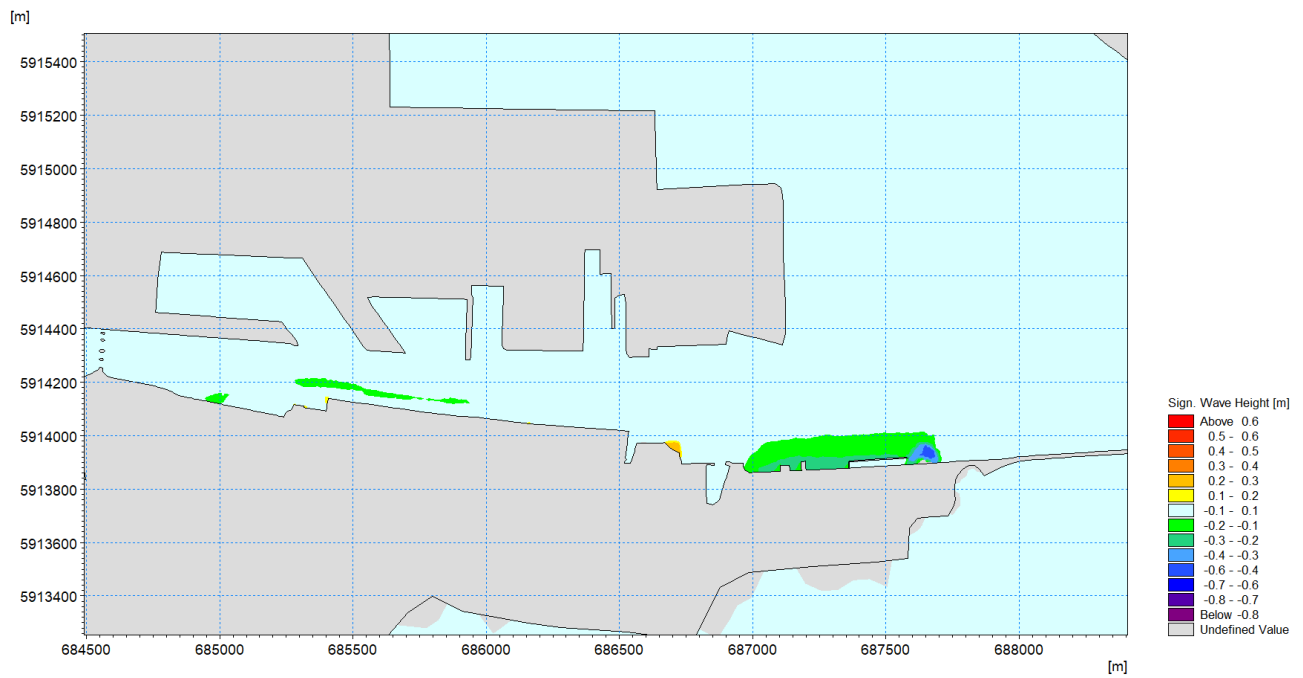 [m]
5915400
5915200
5915000
5914800
5914600
5914400
5914200
5914000
5913800
5913600
5913400
684500 685000 685500 686000 686500 687000 687500 688000
[m]
Sign. Wave Height [m]
Above 0.6
0.5 - 0.6
0.4 - 0.5
0.3 - 0.4
0.2 - 0.3
0.1 - 0.2
-0.1 - 0.1
-0.2 - -0.1
-0.3 - -0.2
-0.4 - -0.3
-0.6 - -0.4
-0.7 - -0.6
-0.8 - -0.7
Below -0.8
Undefined Value